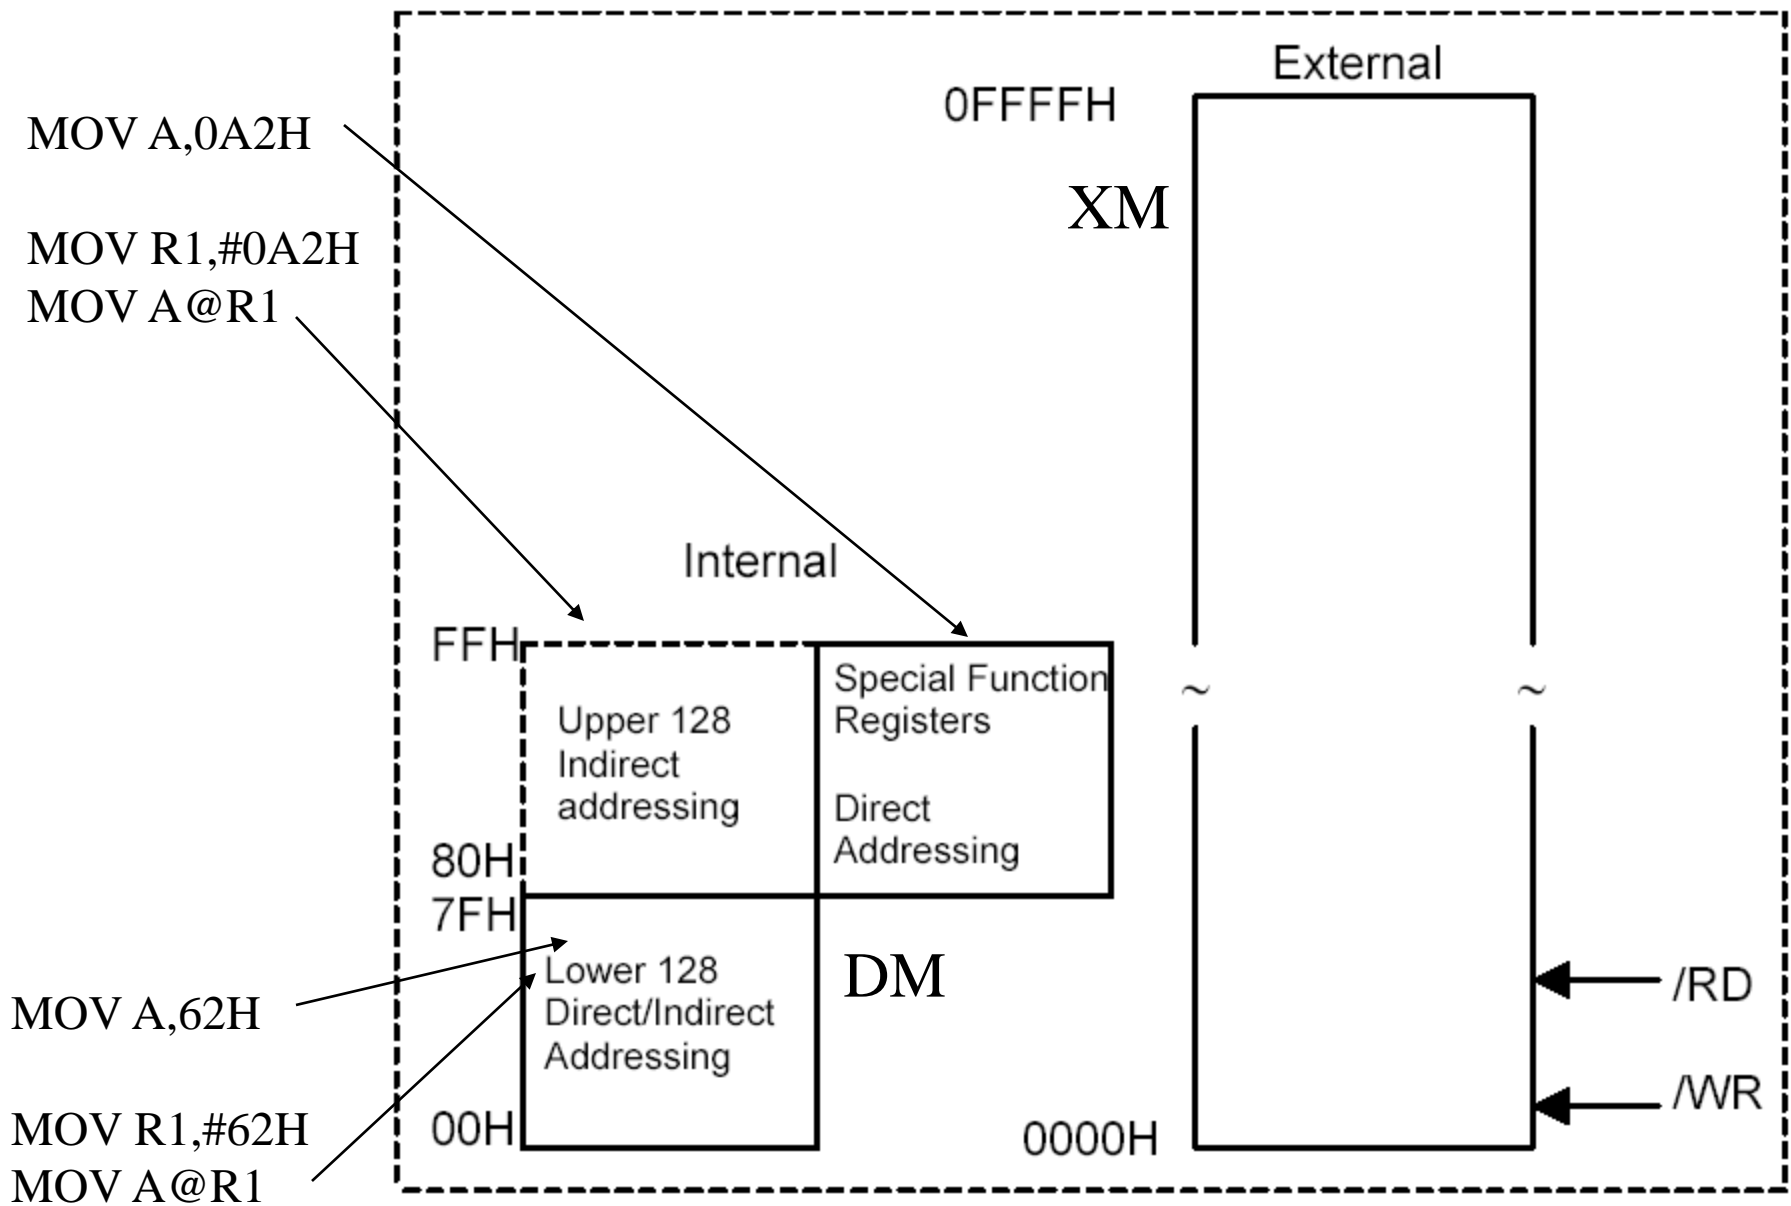 External
0FFFFH
MOV A,0A2H
XM
MOV R1,#0A2H
MOV A@R1
Internal
FFH
Upper 128
Indirect
addressing
Special Function
Registers
Direct
Addressing
~
~
80H
7FH
Lower 128
Direct/Indirect
Addressing
DM
MOV A,62H
/RD
/WR
00H
0000H
MOV R1,#62H
MOV A@R1